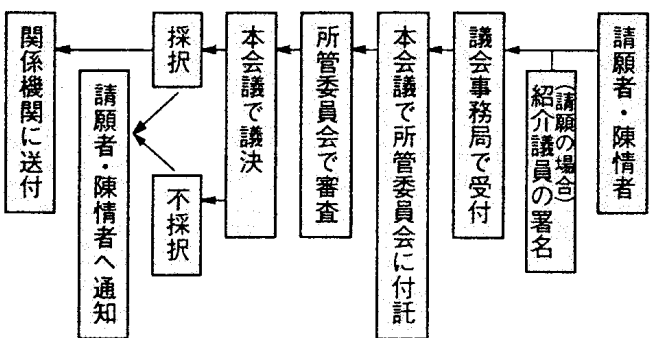 請願者・陳情者
(請願の場合)
紹介議員の署名
議会事務局で受付
本会議で所管委員会に付託
所管委員会で審査
本会議で議決
採択
不採択
請願者・陳情者へ通知
関係機関に送付